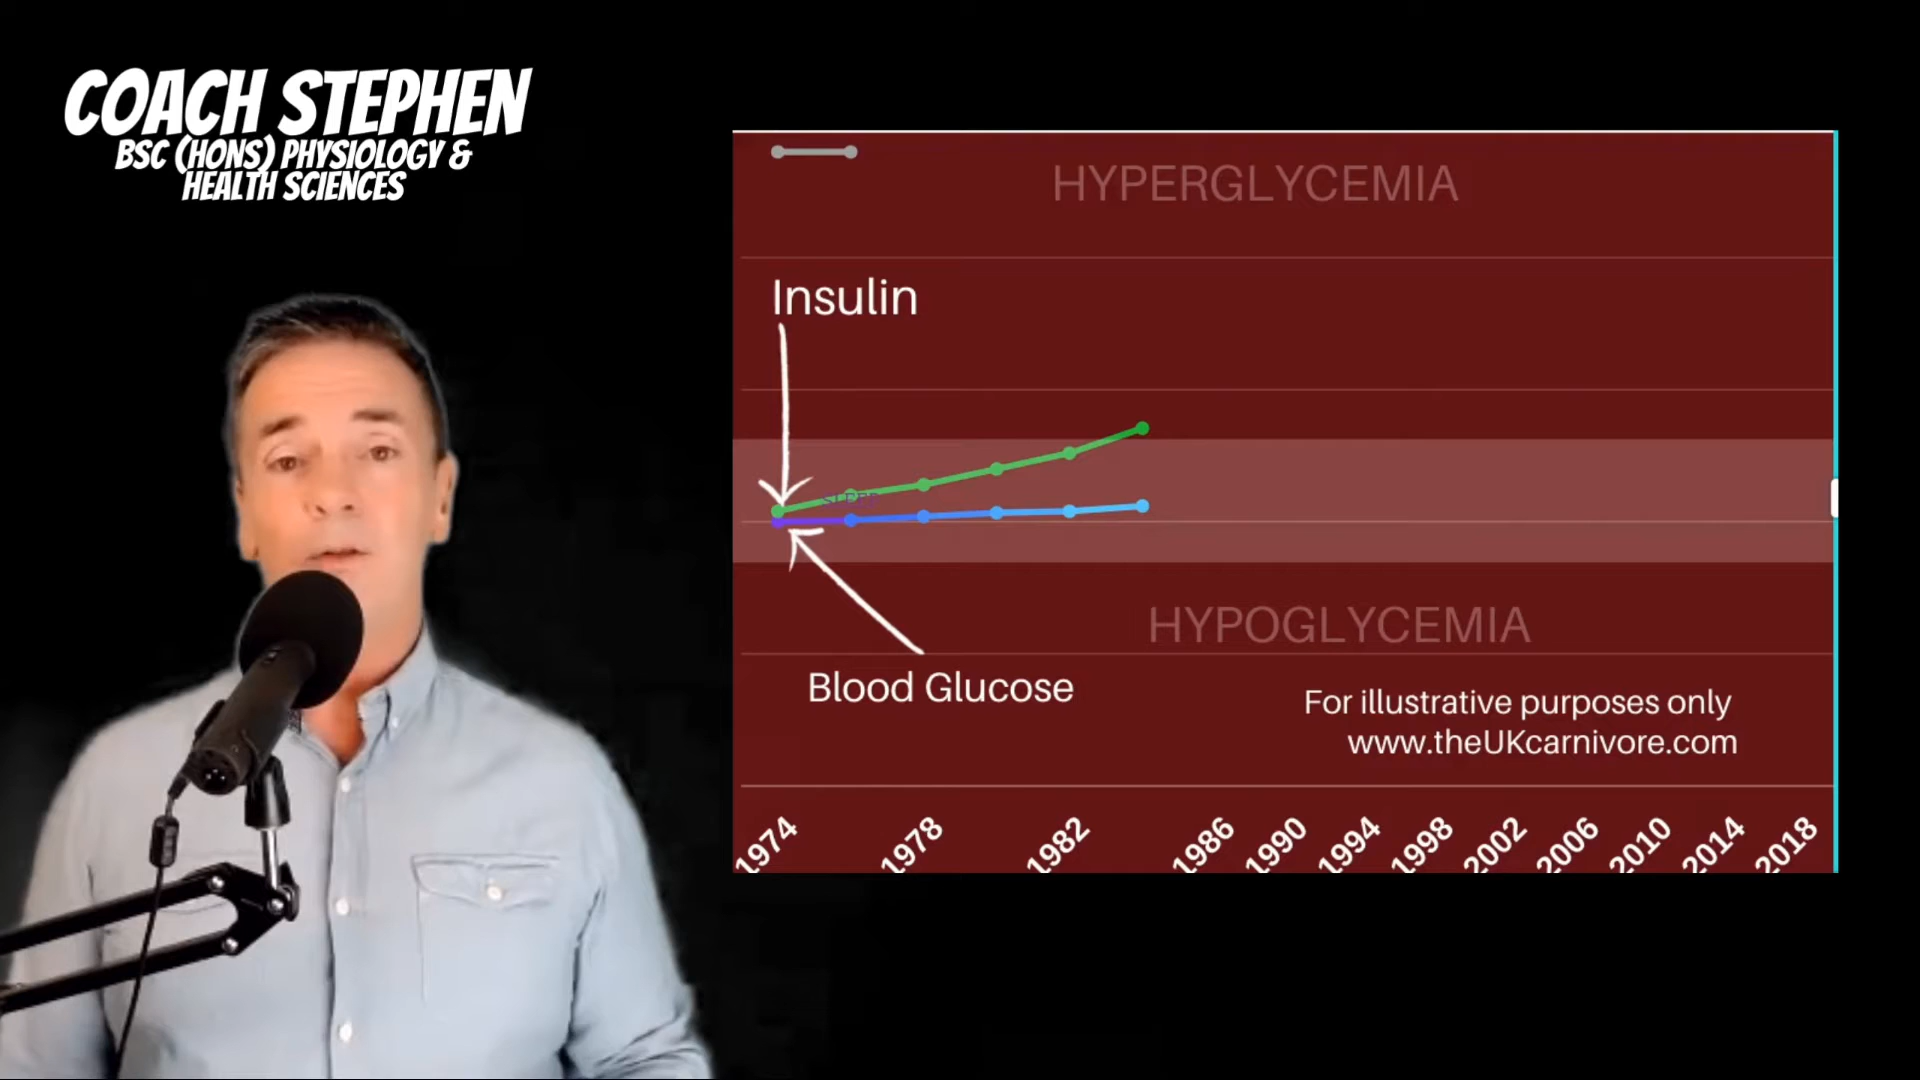 COACH STEPHEN
BSC (HONS) PHYSIOLOGY &
HEALTH SCIENCES
HYPERGLYCEMIA
Insulin
SLEEP
HYPOGLYCEMIA
Blood Glucose
For illustrative purposes only
www.theUKcarnivore.com
1974 1978 1982 1986 1990 1994 1998 2002 2006 2010 2014 2018